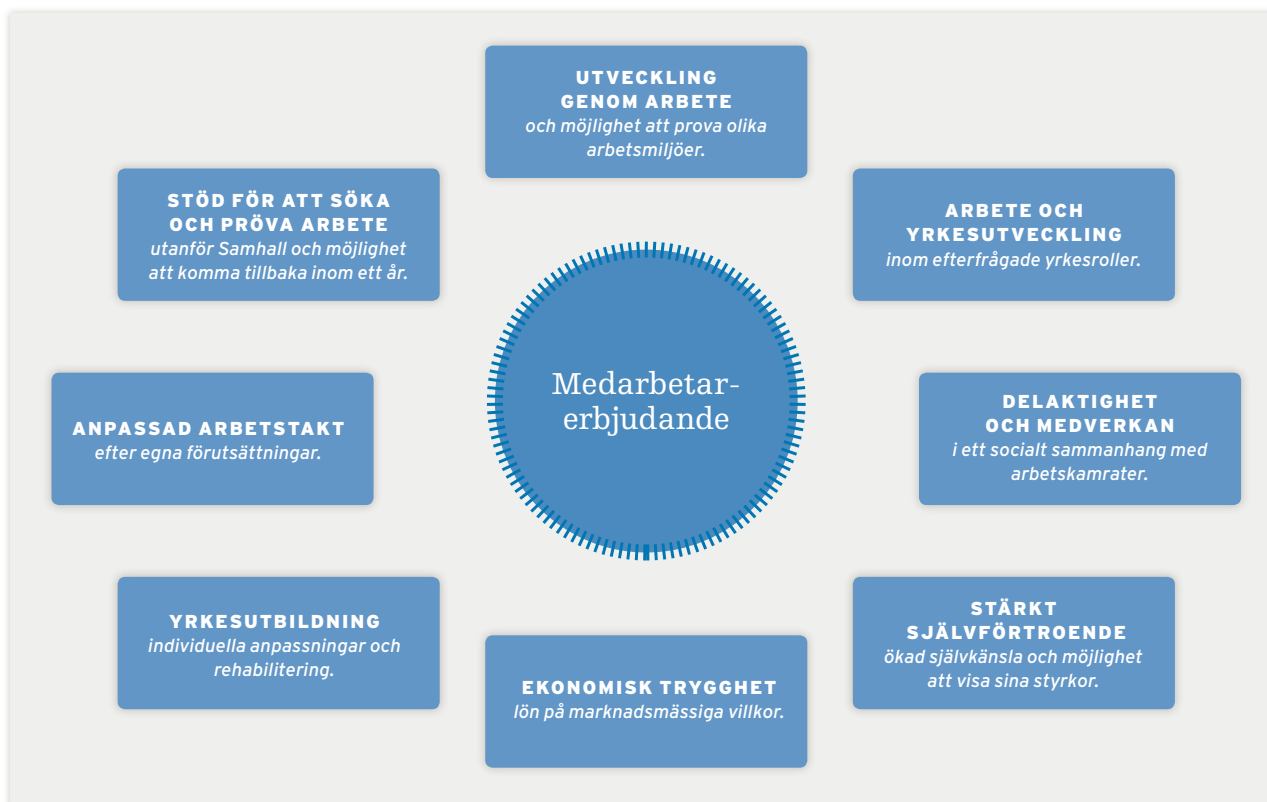 UTVECKLING
GENOM ARBETE
och möjlighet att prova olika
arbetsmiljöer.
STÖD FÖR ATT SÖKA
OCH PRÖVA ARBETE
utanför Samhall och möjlighet
att komma tillbaka inom ett år.
ARBETE OCH
YRKESUTVECKLING
inom efterfrågade yrkesroller.
Medarbetar-
erbjudande
ANPASSAD ARBETSTAKT
efter egna förutsättningar.
DELAKTIGHET
OCH MEDVERKAN
i ett socialt sammanhang med
arbetskamrater.
YRKESUTBILDNING
individuella anpassningar och
rehabilitering.
STÄRKT
SJÄLVFÖRTROENDE
ökad självkänsla och möjlighet
att visa sina styrkor.
EKONOMISK TRYGGHET
lön på marknadsmässiga villkor.